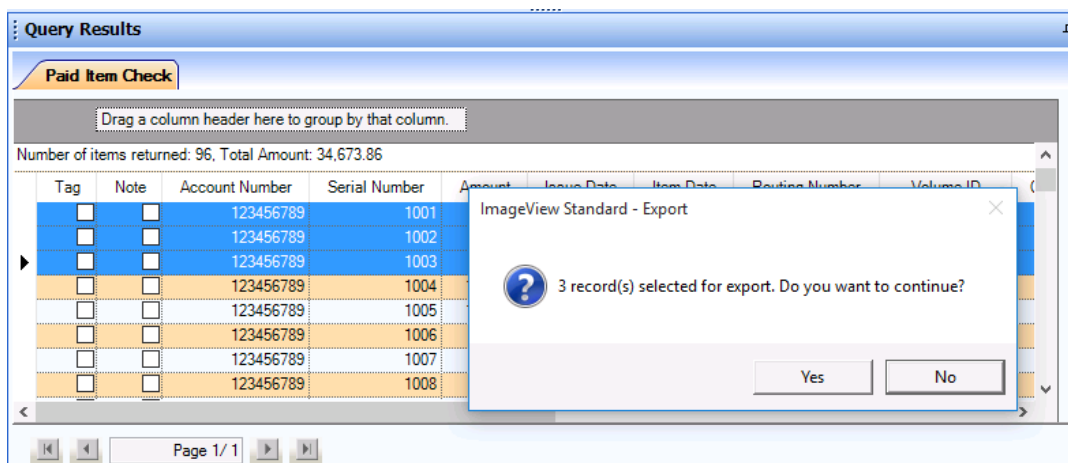 Query Results
Paid Item Check
Drag a column header here to group by that column.
Number of items returned: 96, Total Amount: 34,673.86
Tag Note Account Number Serial Number Amount Issue Date Item Date Routing Number Volume ID
123456789 1001
123456789 1002
123456789 1003
123456789 1004
123456789 1005
123456789 1006
123456789 1007
123456789 1008
ImageView Standard - Export
3 record(s) selected for export. Do you want to continue?
Yes No
Page 1/ 1